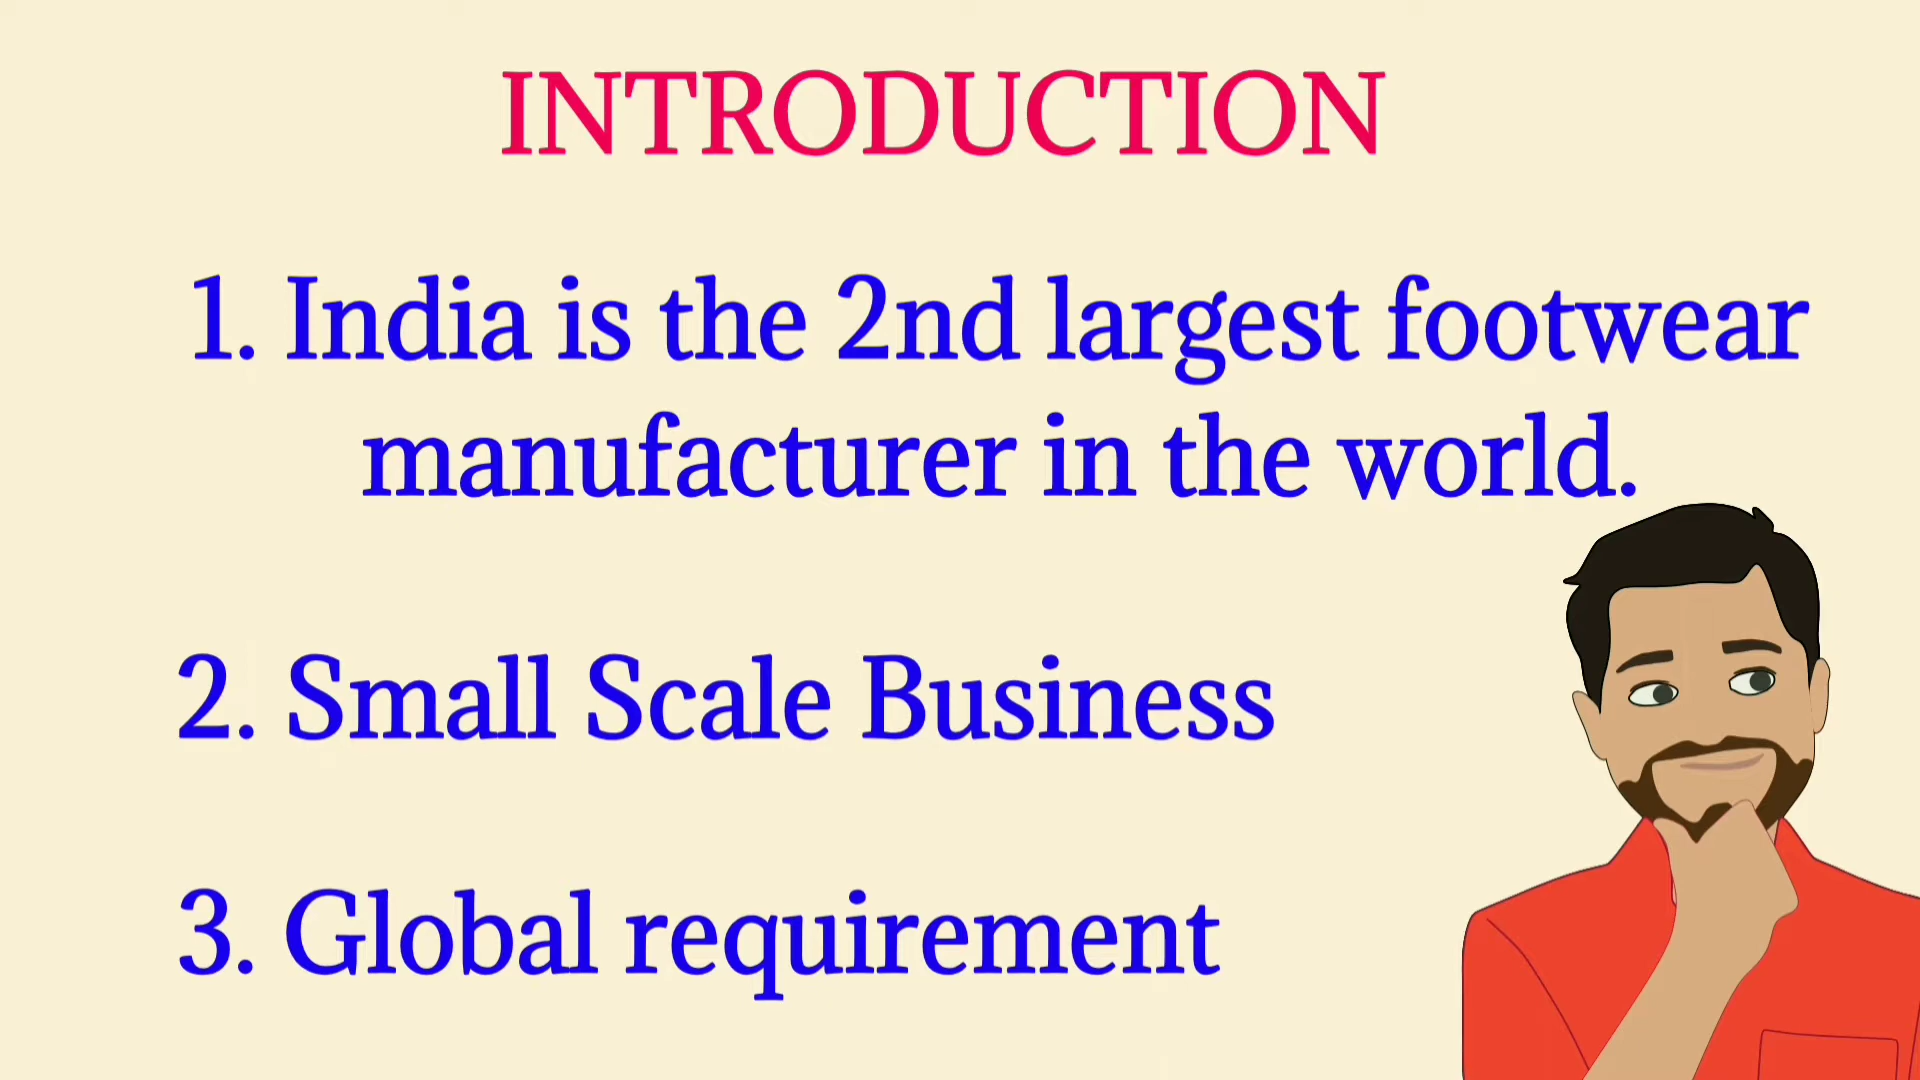 INTRODUCTION
1. India is the 2nd largest footwear
manufacturer in the world.
2. Small Scale Business
3. Global requirement